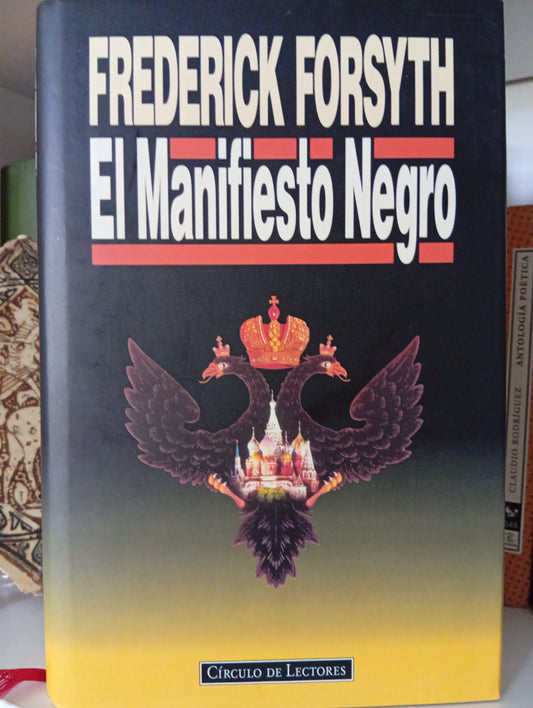 FREDERICK FORSYTH
El Manifiesto Negro
CÍRCULO DE LECTORES
CLAUDIO RODRÍGUEZ
ANTOLOGÍA POÉTICA